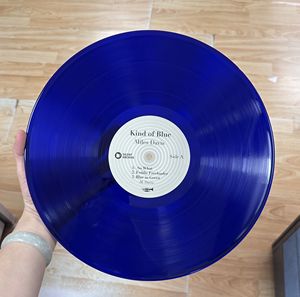 Kind of Blue
Miles Davis
Side A
1. So What
2. Freddie Freeloader
3. Blue in Green